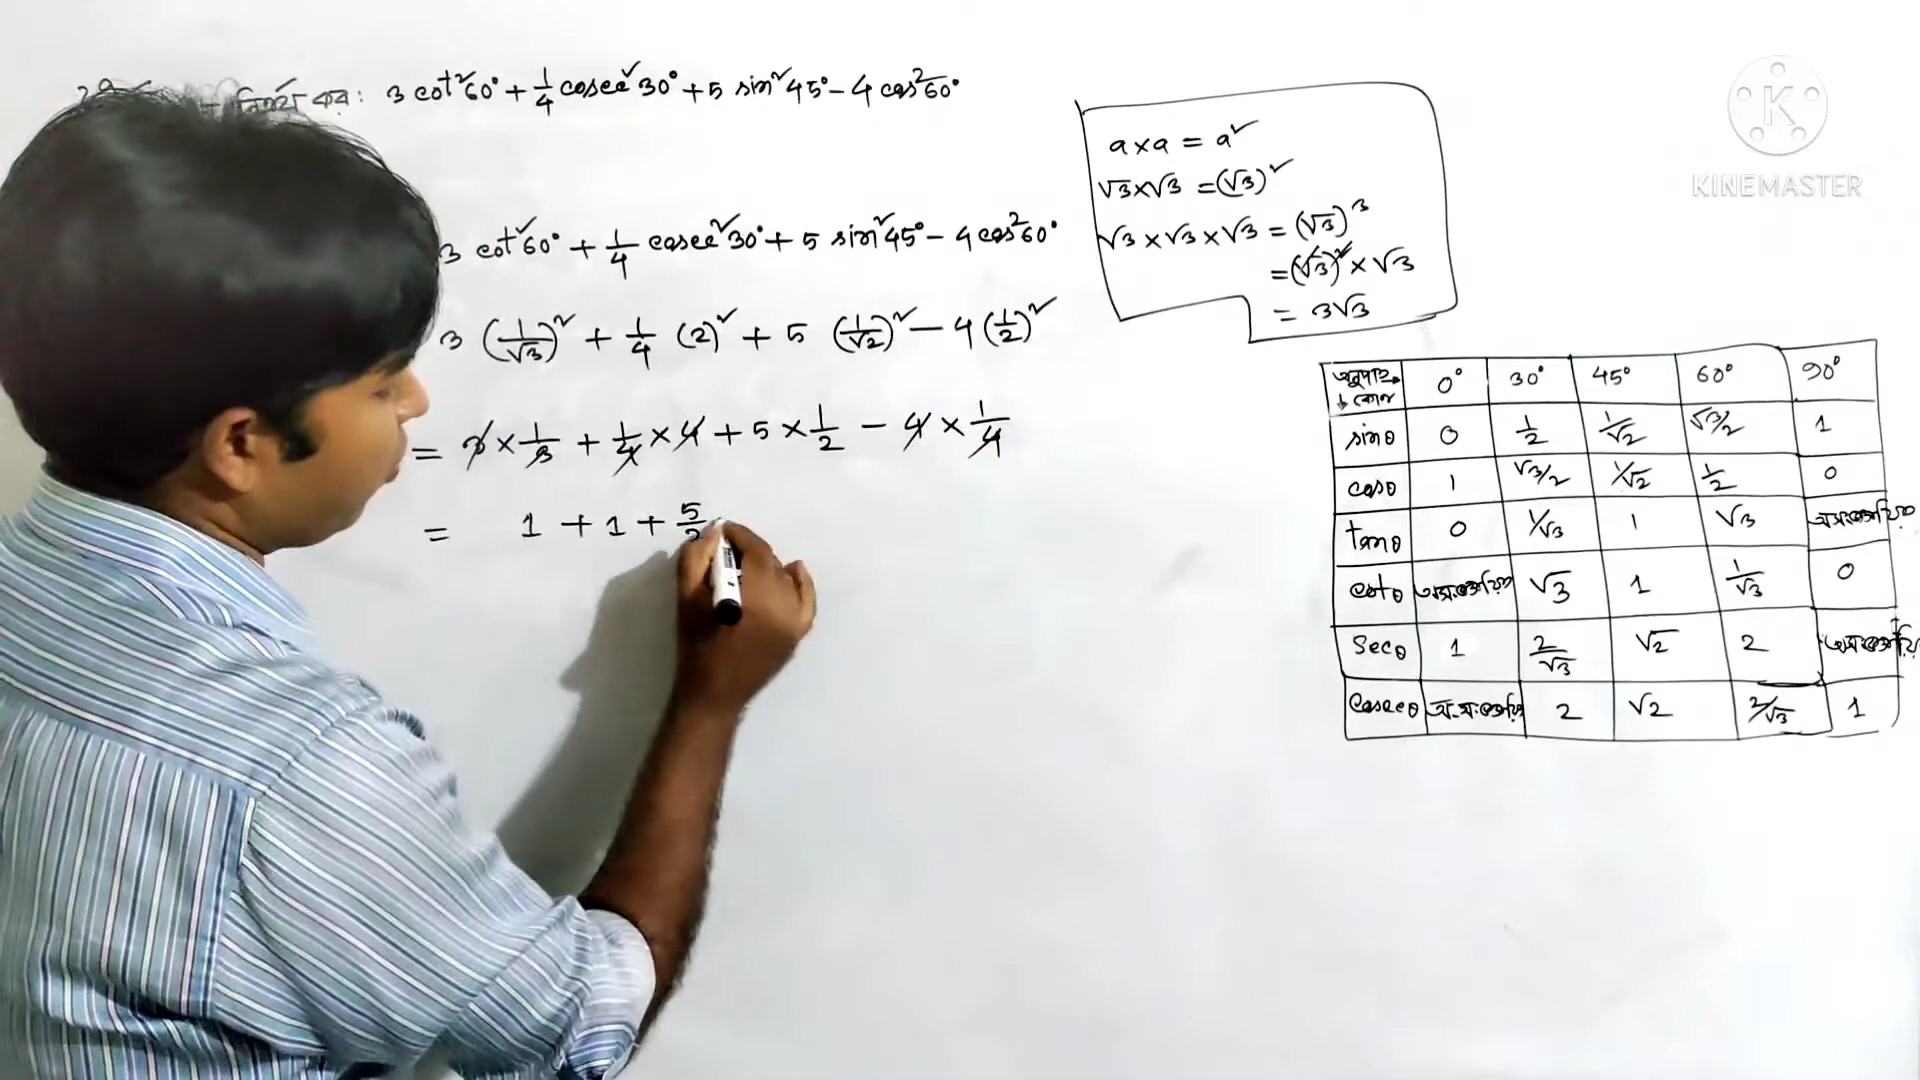 নির্ণয় কর: 3 cot²60° + 1/4 cosec²30° + 5 sin²45° - 4 cos²60°
3 cot²60° + 1/4 cosec²30° + 5 sin²45° - 4 cos²60°
3 (1/√3)² + 1/4 (2)² + 5 (1/√2)² - 4 (1/2)²
= 3 × 1/3 + 1/4 × 4 + 5 × 1/2 - 4 × 1/4
= 1 + 1 + 5/2
a × a = a²
√3 × √3 = (√3)²
√3 × √3 × √3 = (√3)³
= (√3)² × √3
= 3√3
KINEMASTER
অনুপাত 0° 30° 45° 60° 90°
কোণ
sinθ 0 1/2 1/√2 √3/2 1
cosθ 1 √3/2 1/√2 1/2 0
tanθ 0 1/√3 1 √3 অসংজ্ঞায়িত
cotθ অসংজ্ঞায়িত √3 1 1/√3 0
secθ 1 2/√3 √2 2 অসংজ্ঞায়ি
cosecθ অসংজ্ঞায়ি 2 √2 2/√3 1